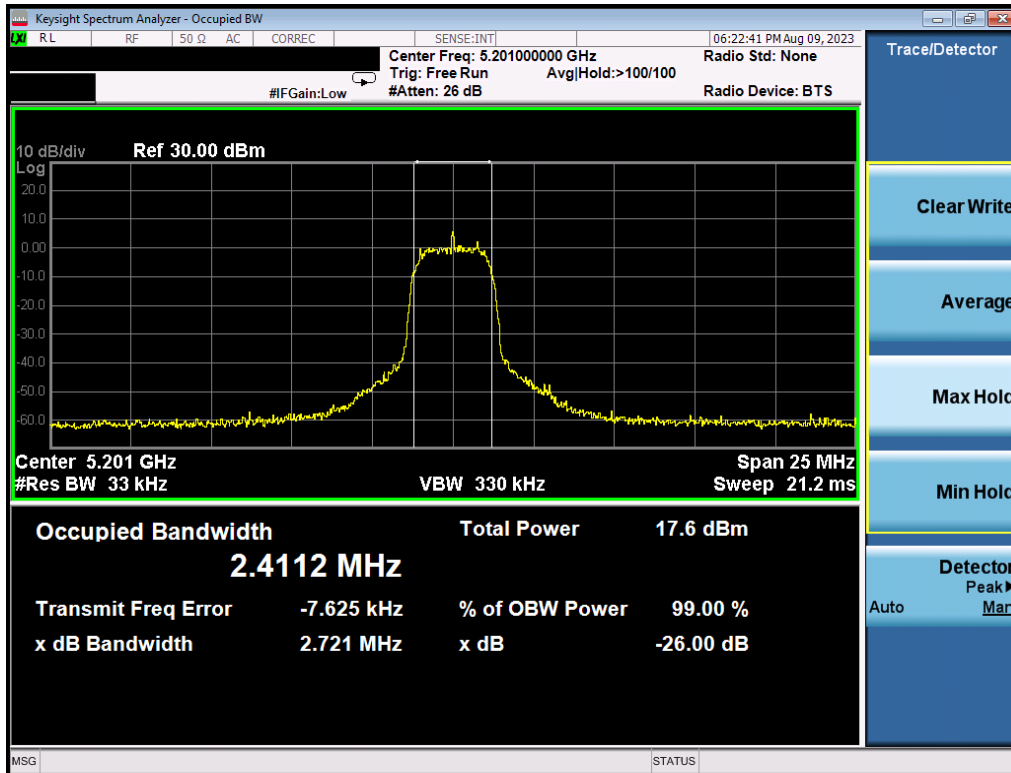 Keysight Spectrum Analyzer - Occupied BW
LXI RL RF 50 Ω AC CORREC SENSE:INT 06:22:41 PM Aug 09, 2023
Center Freq: 5.201000000 GHz Radio Std: None
Trig: Free Run Avg|Hold:>100/100
#IFGain:Low #Atten: 26 dB Radio Device: BTS
Trace/Detector
10 dB/div Ref 30.00 dBm
Log
20.0
10.0
0.00
-10.0
-20.0
-30.0
-40.0
-50.0
-60.0
Center 5.201 GHz Span 25 MHz
#Res BW 33 kHz VBW 330 kHz Sweep 21.2 ms
Occupied Bandwidth Total Power 17.6 dBm
2.4112 MHz
Transmit Freq Error -7.625 kHz % of OBW Power 99.00 %
x dB Bandwidth 2.721 MHz x dB -26.00 dB
Clear Write
Average
Max Hold
Min Hold
Detector
Peak▶
Auto Man
MSG STATUS